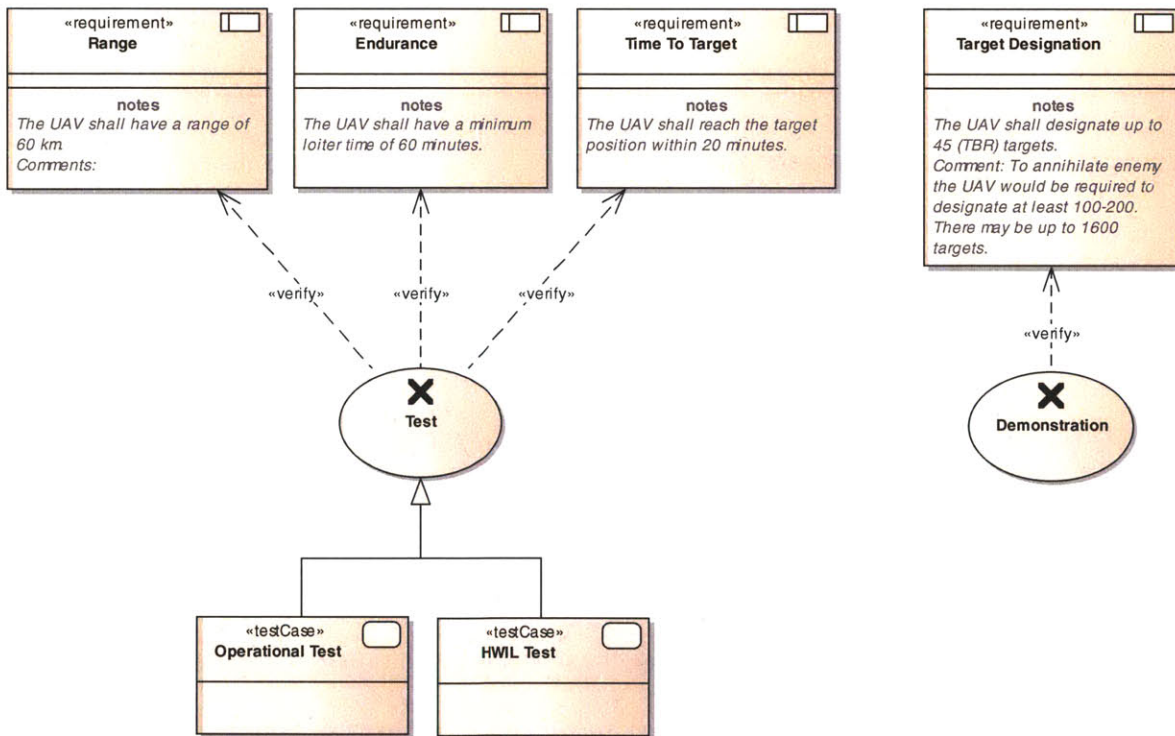 «requirement»
Range
notes
The UAV shall have a range of
60 km.
Comments:
«requirement»
Endurance
notes
The UAV shall have a minimum
loiter time of 60 minutes.
«requirement»
Time To Target
notes
The UAV shall reach the target
position within 20 minutes.
«requirement»
Target Designation
notes
The UAV shall designate up to
45 (TBR) targets.
Comment: To annihilate enemy
the UAV would be required to
designate at least 100-200.
There may be up to 1600
targets.
«verify»
«verify»
«verify»
«verify»
Test
Demonstration
«testCase»
Operational Test
«testCase»
HWIL Test